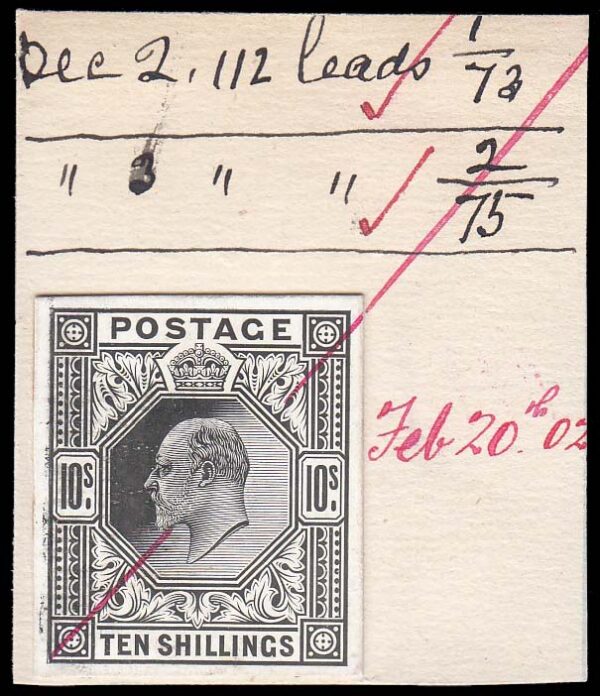 Dec 2. 112 leads 1/73
" 3 " " 2/75
POSTAGE
10s. 10s.
Feb 20th 02
TEN SHILLINGS